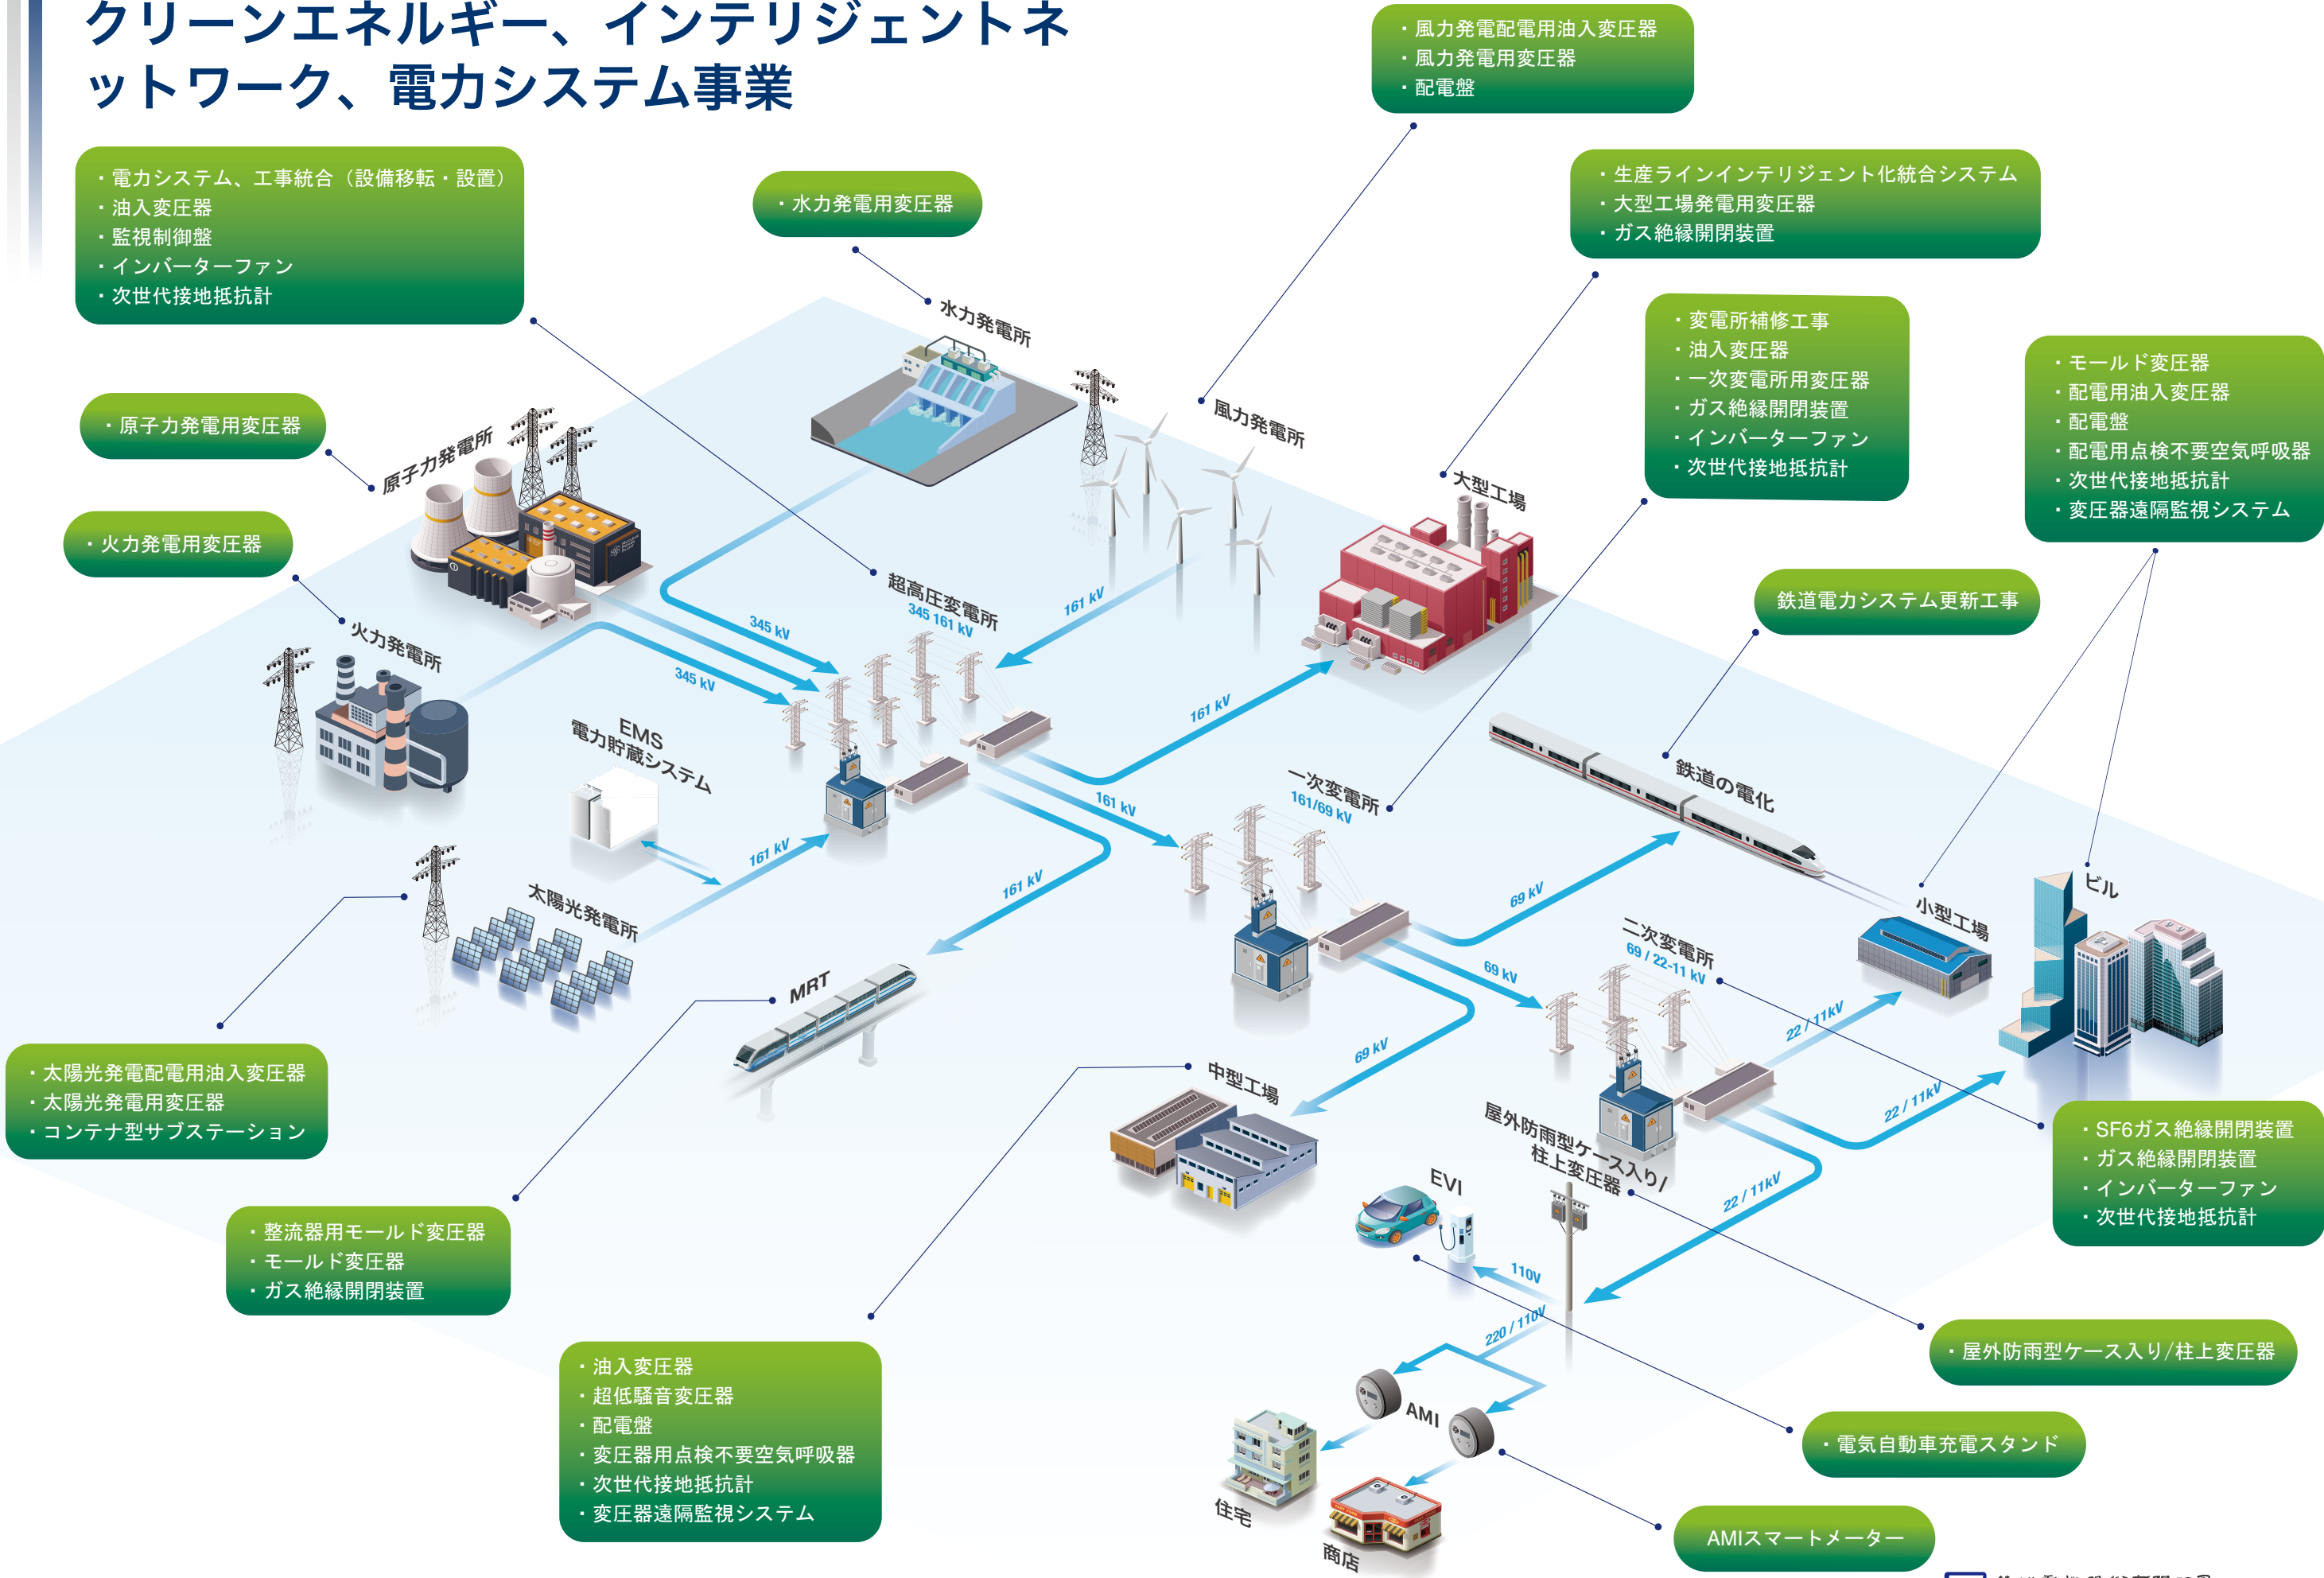 クリーンエネルギー、インテリジェントネ
ットワーク、電力システム事業
・風力発電配電用油入変圧器
・風力発電用変圧器
・配電盤
・電力システム、工事統合（設備移転・設置）
・油入変圧器
・監視制御盤
・インバーターファン
・次世代接地抵抗計
・水力発電用変圧器
・生産ラインインテリジェント化統合システム
・大型工場発電用変圧器
・ガス絶縁開閉装置
・変電所補修工事
・油入変圧器
・一次変電所用変圧器
・ガス絶縁開閉装置
・インバーターファン
・次世代接地抵抗計
・モールド変圧器
・配電用油入変圧器
・配電盤
・配電用点検不要空気呼吸器
・次世代接地抵抗計
・変圧器遠隔監視システム
・原子力発電用変圧器
・火力発電用変圧器
鉄道電力システム更新工事
水力発電所
原子力発電所
風力発電所
大型工場
火力発電所
超高圧変電所
345 161 kV
161 kV
345 kV
345 kV
161 kV
EMS
電力貯蔵システム
161 kV
161 kV
161 kV
一次変電所
161/69 kV
鉄道の電化
太陽光発電所
MRT
69 kV
69 kV
69 kV
二次変電所
69 / 22-11 kV
小型工場
ビル
22 / 11kV
22 / 11kV
22 / 11kV
中型工場
屋外防雨型ケース入り/
柱上変圧器
EVI
110V
220 / 110V
AMI
住宅
商店
・太陽光発電配電用油入変圧器
・太陽光発電用変圧器
・コンテナ型サブステーション
・整流器用モールド変圧器
・モールド変圧器
・ガス絶縁開閉装置
・油入変圧器
・超低騒音変圧器
・配電盤
・変圧器用点検不要空気呼吸器
・次世代接地抵抗計
・変圧器遠隔監視システム
・SF6ガス絶縁開閉装置
・ガス絶縁開閉装置
・インバーターファン
・次世代接地抵抗計
・屋外防雨型ケース入り/柱上変圧器
・電気自動車充電スタンド
AMIスマートメーター